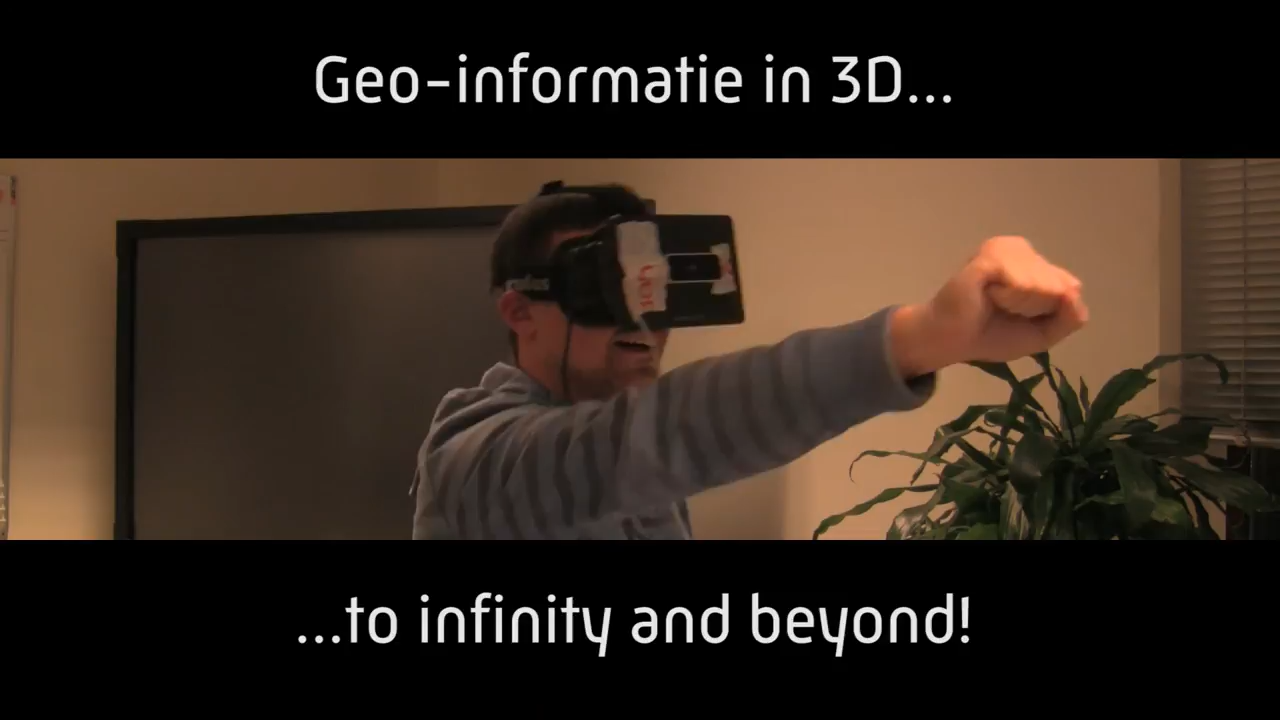 Geo-informatie in 3D...
...to infinity and beyond!